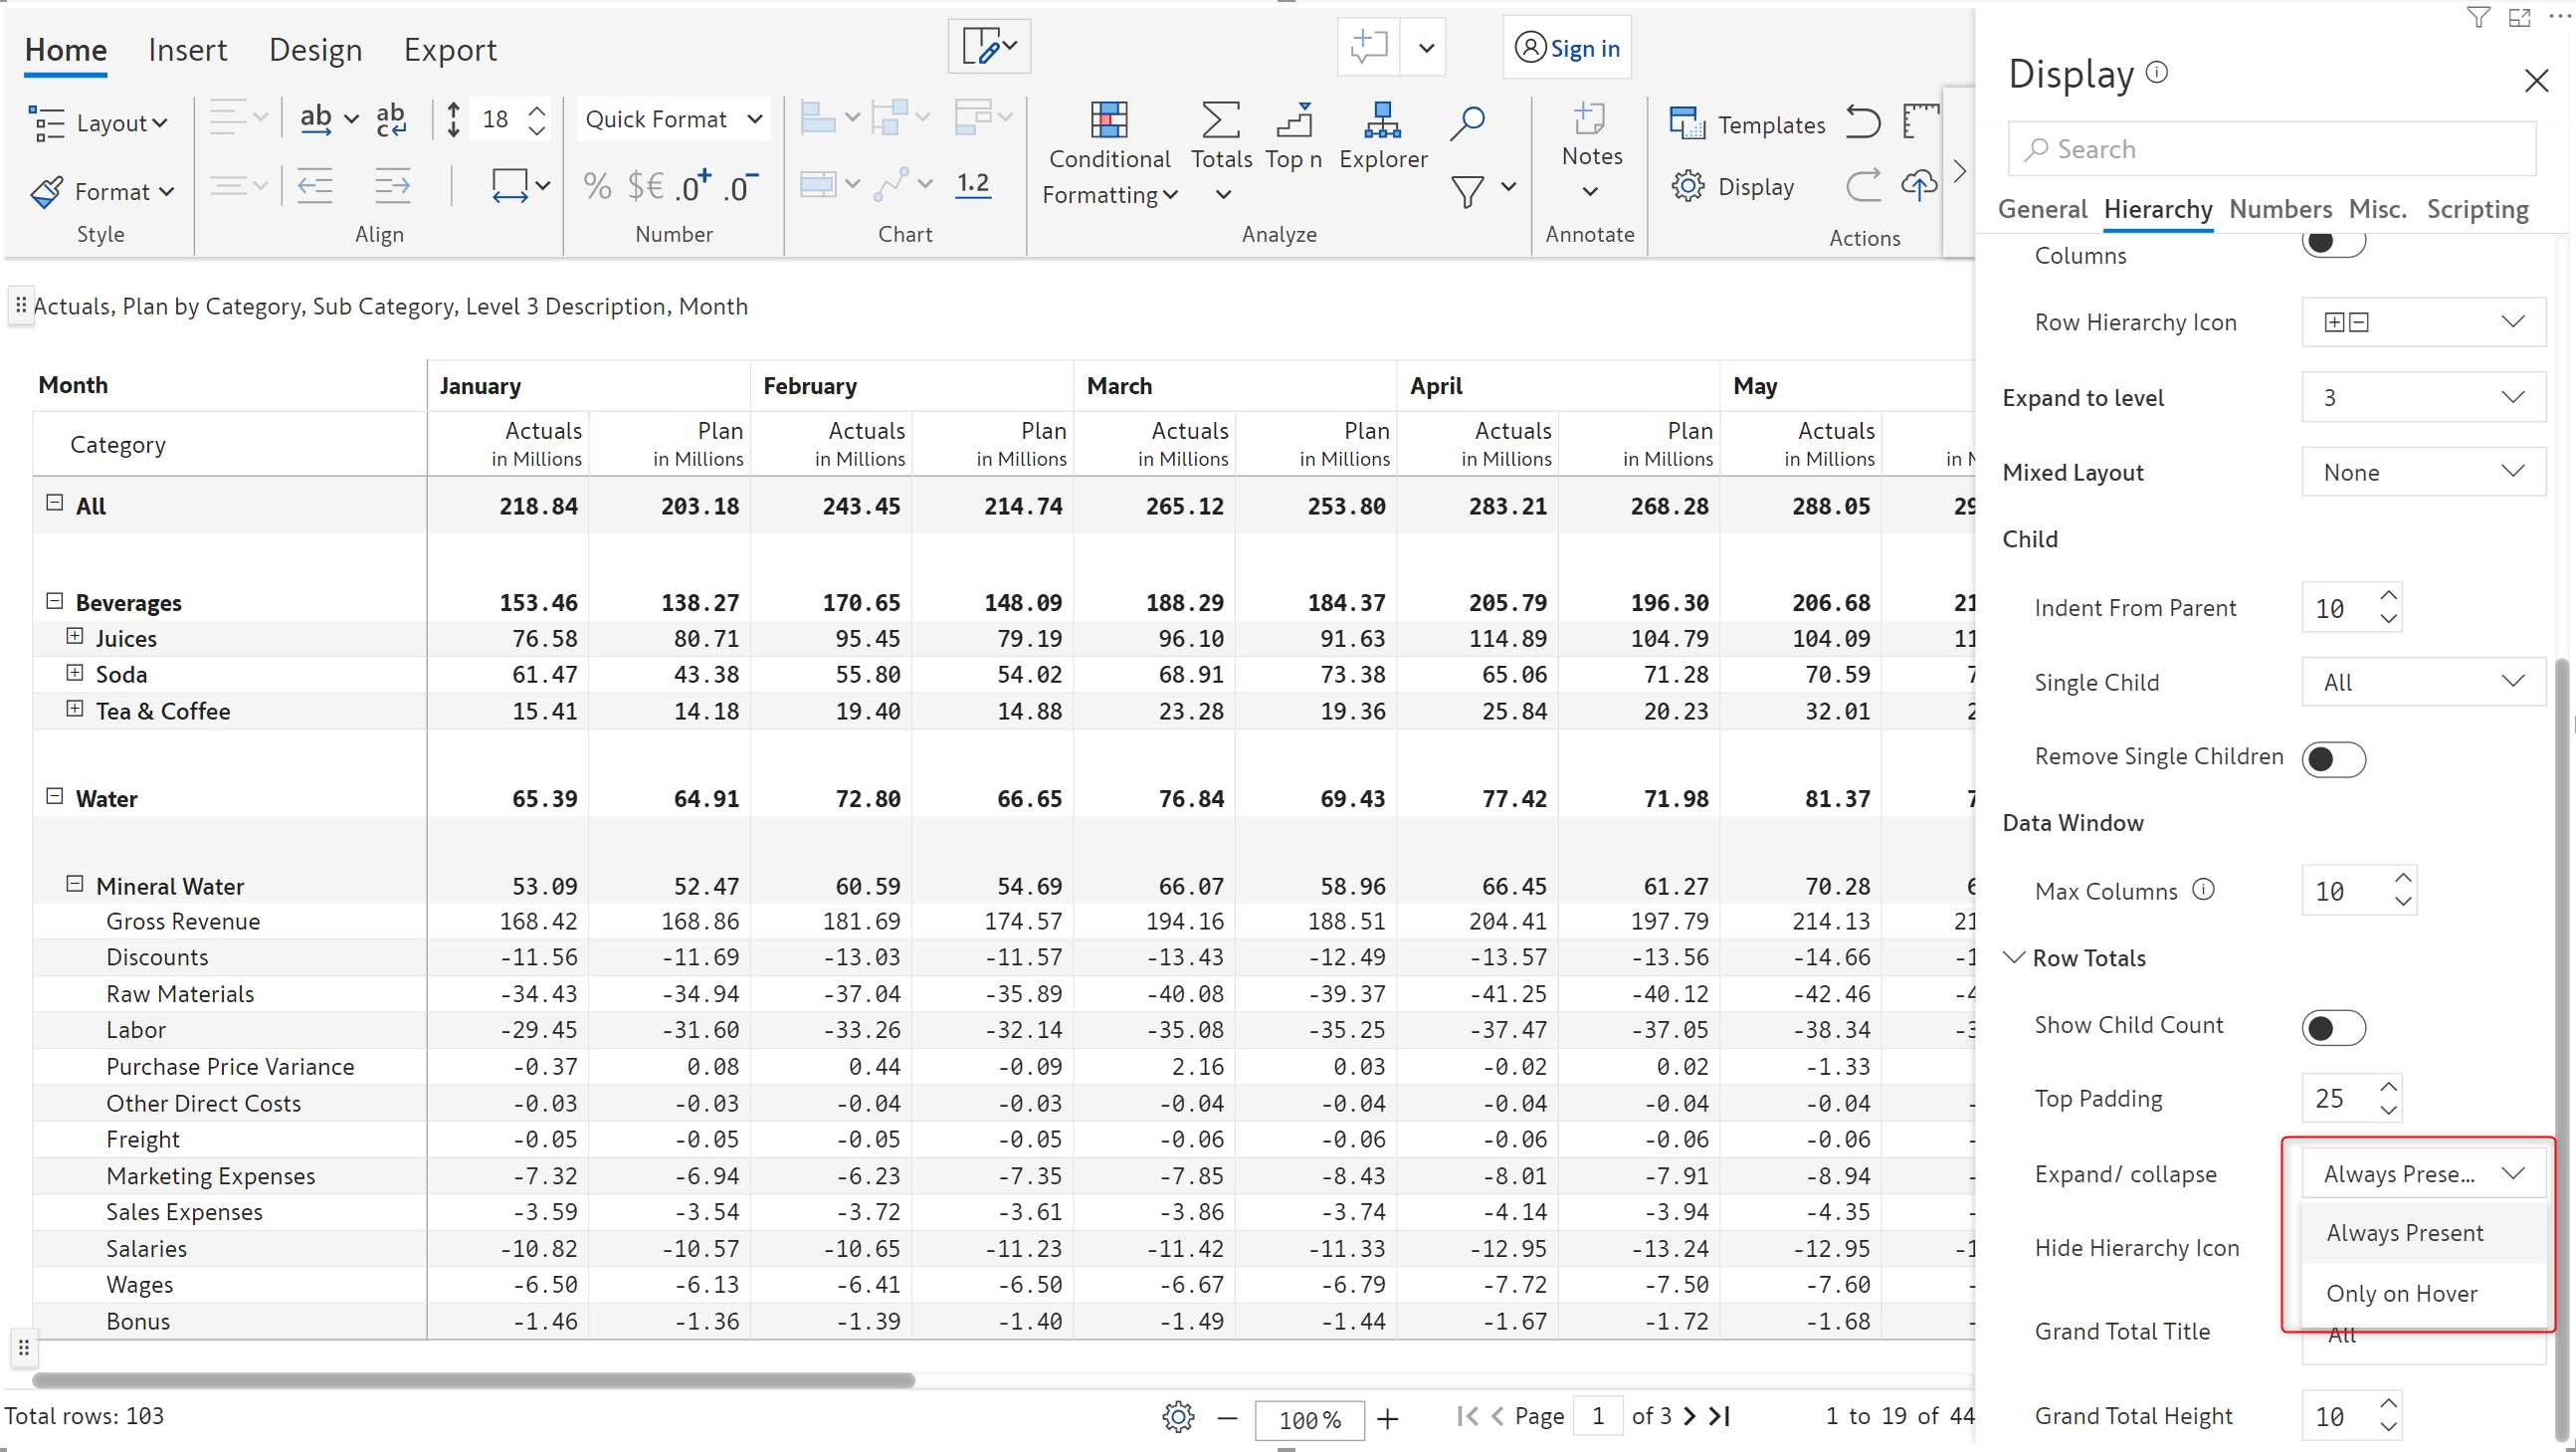 Home Insert Design Export Sign in
Layout ab ab c 18 Quick Format
Conditional Formatting Totals Top n Explorer Notes Templates
Format % $€ .0+ .0- 1.2 Display
Style Align Number Chart Analyze Annotate Actions
Actuals, Plan by Category, Sub Category, Level 3 Description, Month
Month January February March April May
Category Actuals Plan Actuals Plan Actuals Plan Actuals Plan Actuals
in Millions in Millions in Millions in Millions in Millions in Millions in Millions in Millions in Millions in
All 218.84 203.18 243.45 214.74 265.12 253.80 283.21 268.28 288.05 29
Beverages 153.46 138.27 170.65 148.09 188.29 184.37 205.79 196.30 206.68 21
Juices 76.58 80.71 95.45 79.19 96.10 91.63 114.89 104.79 104.09 11
Soda 61.47 43.38 55.80 54.02 68.91 73.38 65.06 71.28 70.59 7
Tea & Coffee 15.41 14.18 19.40 14.88 23.28 19.36 25.84 20.23 32.01 2
Water 65.39 64.91 72.80 66.65 76.84 69.43 77.42 71.98 81.37 7
Mineral Water 53.09 52.47 60.59 54.69 66.07 58.96 66.45 61.27 70.28 6
Gross Revenue 168.42 168.86 181.69 174.57 194.16 188.51 204.41 197.79 214.13 21
Discounts -11.56 -11.69 -13.03 -11.57 -13.43 -12.49 -13.57 -13.56 -14.66 -1
Raw Materials -34.43 -34.94 -37.04 -35.89 -40.08 -39.37 -41.25 -40.12 -42.46 -4
Labor -29.45 -31.60 -33.26 -32.14 -35.08 -35.25 -37.47 -37.05 -38.34 -3
Purchase Price Variance -0.37 0.08 0.44 -0.09 2.16 0.03 -0.02 0.02 -1.33
Other Direct Costs -0.03 -0.03 -0.04 -0.03 -0.04 -0.04 -0.04 -0.04 -0.04 -
Freight -0.05 -0.05 -0.05 -0.05 -0.06 -0.06 -0.06 -0.06 -0.06 -
Marketing Expenses -7.32 -6.94 -6.23 -7.35 -7.85 -8.43 -8.01 -7.91 -8.94 -
Sales Expenses -3.59 -3.54 -3.72 -3.61 -3.86 -3.74 -4.14 -3.94 -4.35 -
Salaries -10.82 -10.57 -10.65 -11.23 -11.42 -11.33 -12.95 -13.24 -12.95 -1
Wages -6.50 -6.13 -6.41 -6.50 -6.67 -6.79 -7.72 -7.50 -7.60 -
Bonus -1.46 -1.36 -1.39 -1.40 -1.49 -1.44 -1.67 -1.72 -1.68 -
Total rows: 103 100% Page 1 of 3 1 to 19 of 44
Display
Search
General Hierarchy Numbers Misc. Scripting
Columns
Row Hierarchy Icon
Expand to level 3
Mixed Layout None
Child
Indent From Parent 10
Single Child All
Remove Single Children
Data Window
Max Columns 10
Row Totals
Show Child Count
Top Padding 25
Expand/ collapse Always Prese...
Always Present
Hide Hierarchy Icon
Only on Hover
Grand Total Title All
Grand Total Height 10